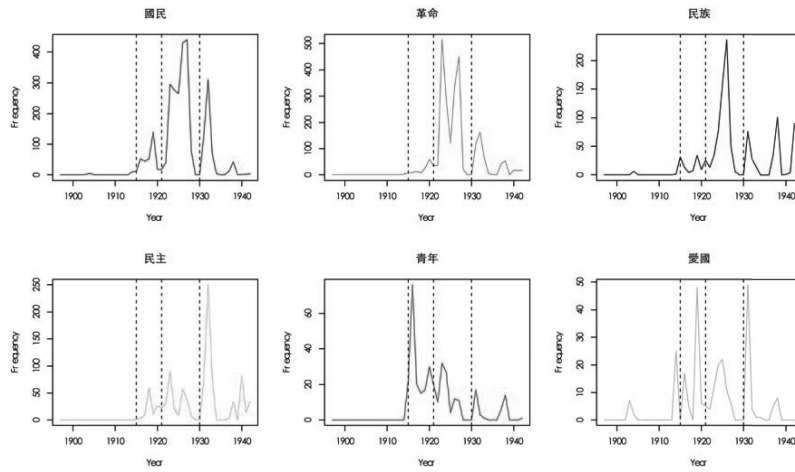 國民
Frequency
0 100 200 300 400
1900 1910 1920 1930 1940
Year
革命
Frequency
0 100 200 300 400 500
1900 1910 1920 1930 1940
Year
民族
Frequency
0 50 100 150 200
1900 1910 1920 1930 1940
Year
民主
Frequency
0 50 100 150 200 250
1900 1910 1920 1930 1940
Year
青年
Frequency
0 20 40 60
1900 1910 1920 1930 1940
Year
愛國
Frequency
0 10 20 30 40 50
1900 1910 1920 1930 1940
Year